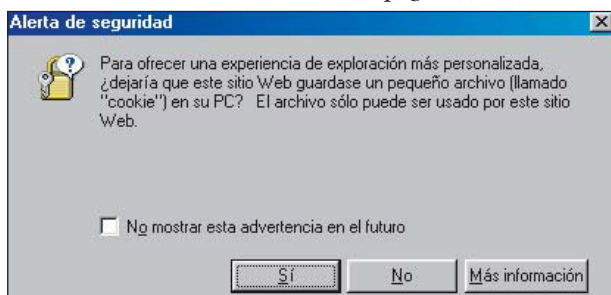 Alerta de seguridad
Para ofrecer una experiencia de exploración más personalizada,
¿dejaría que este sitio Web guardase un pequeño archivo (llamado
"cookie") en su PC? El archivo sólo puede ser usado por este sitio
Web.
No mostrar esta advertencia en el futuro
Sí No Más información